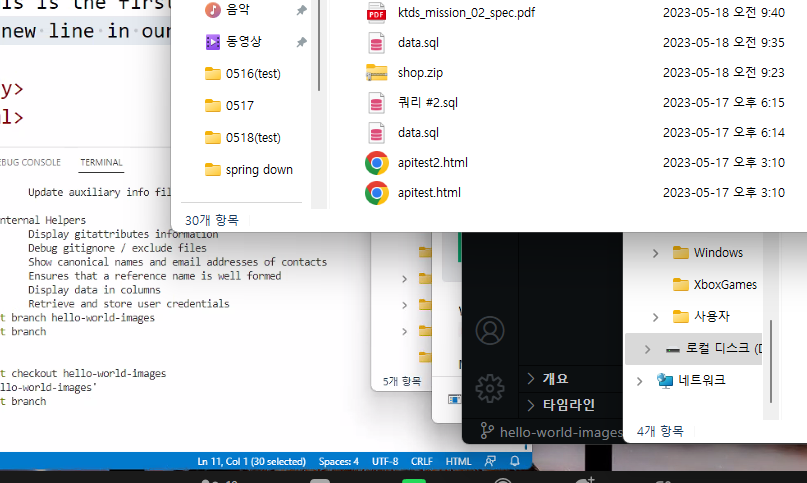 is is the first
new line in our
y>
l>
음악
동영상
0516(test)
0517
0518(test)
spring down
30개 항목
ktds_mission_02_spec.pdf 2023-05-18 오전 9:40
data.sql 2023-05-18 오전 9:35
shop.zip 2023-05-18 오전 9:23
쿼리 #2.sql 2023-05-17 오후 6:15
data.sql 2023-05-17 오후 6:14
apitest2.html 2023-05-17 오후 3:10
apitest.html 2023-05-17 오후 3:10
EBUG CONSOLE TERMINAL
Update auxiliary info fil
nternal Helpers
Display gitattributes information
Debug gitignore / exclude files
Show canonical names and email addresses of contacts
Ensures that a reference name is well formed
Display data in columns
Retrieve and store user credentials
t branch hello-world-images
t branch
t checkout hello-world-images
llo-world-images'
t branch
5개 항목
개요
타임라인
hello-world-images
Windows
XboxGames
사용자
로컬 디스크 (D
네트워크
4개 항목
Ln 11, Col 1 (30 selected) Spaces: 4 UTF-8 CRLF HTML